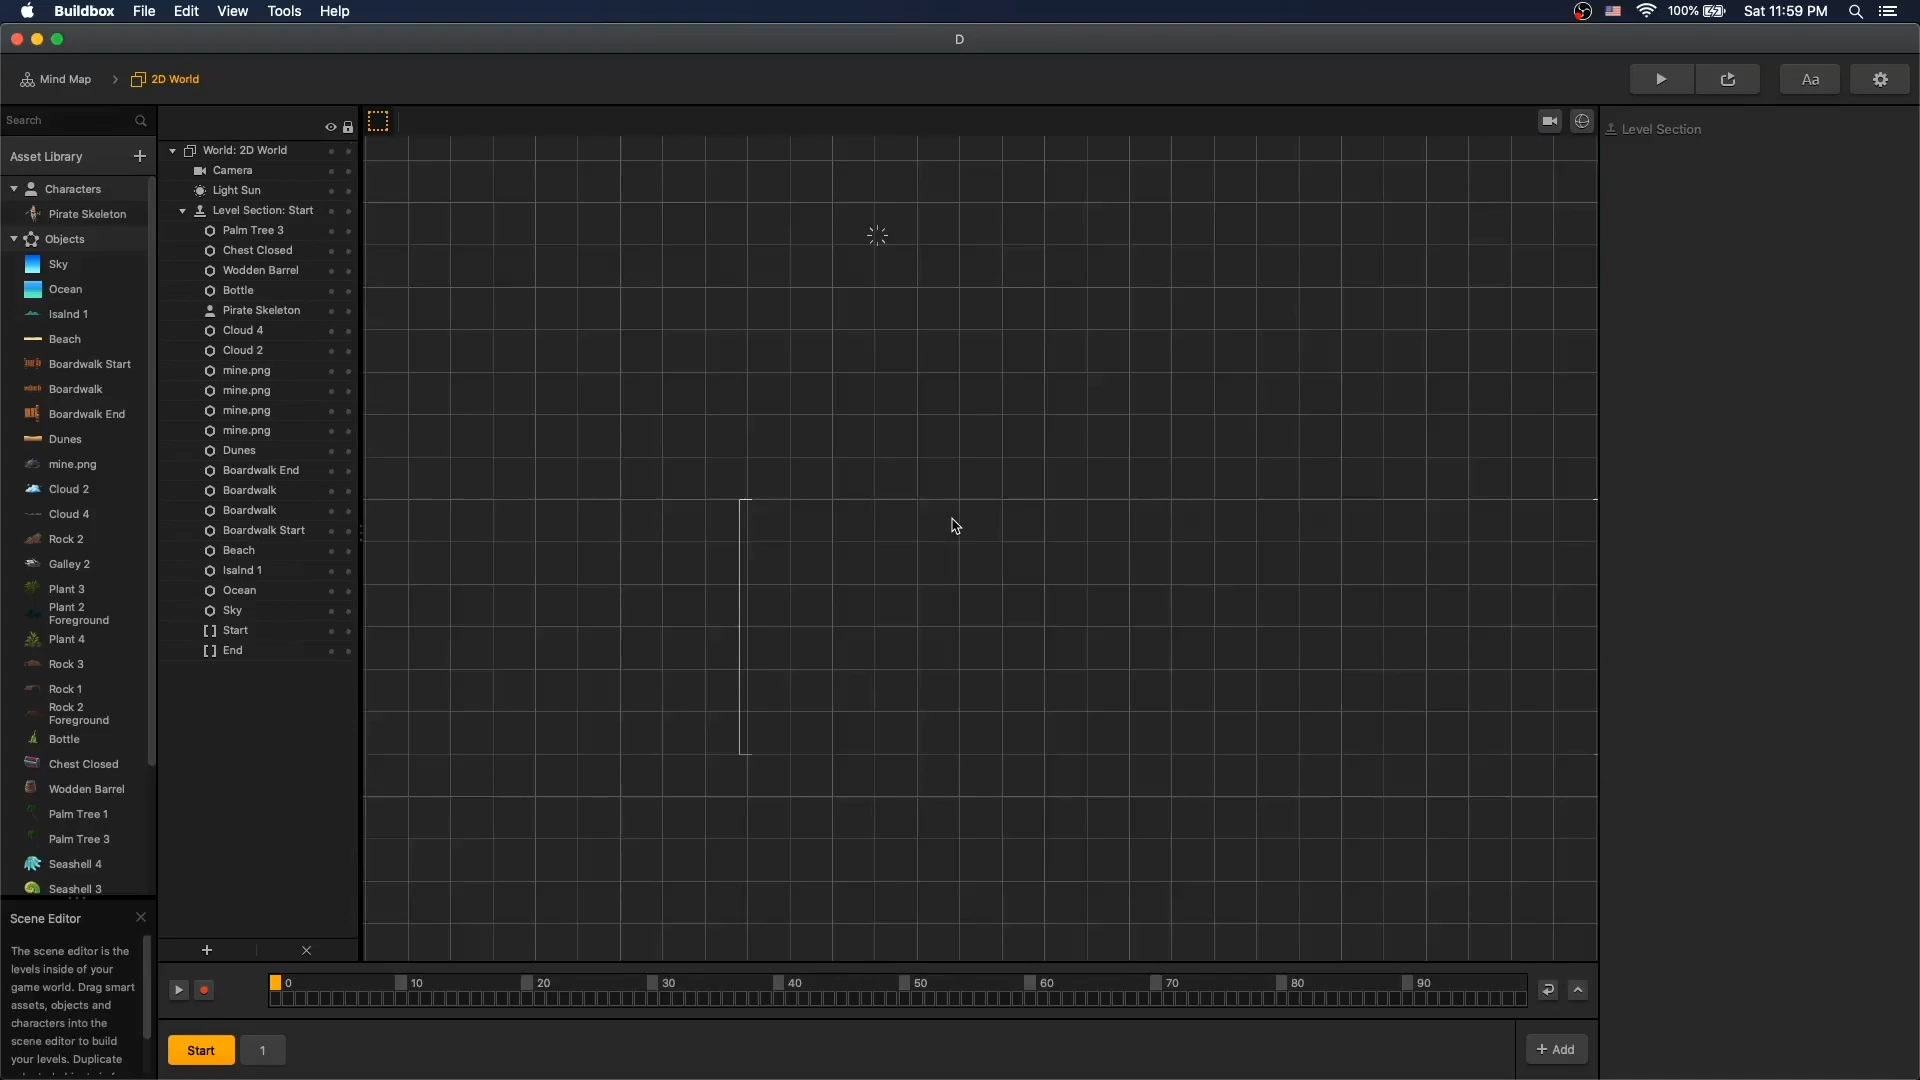 Buildbox File Edit View Tools Help
100% Sat 11:59 PM
D
Mind Map 2D World
Aa
Search
Asset Library
Characters
Pirate Skeleton
Objects
Sky
Ocean
Isalnd 1
Beach
Boardwalk Start
Boardwalk
Boardwalk End
Dunes
mine.png
Cloud 2
Cloud 4
Rock 2
Galley 2
Plant 3
Plant 2
Foreground
Plant 4
Rock 3
Rock 1
Rock 2
Foreground
Bottle
Chest Closed
Wodden Barrel
Palm Tree 1
Palm Tree 3
Seashell 4
Seashell 3
Scene Editor
The scene editor is the
levels inside of your
game world. Drag smart
assets, objects and
characters into the
scene editor to build
your levels. Duplicate
World: 2D World
Camera
Light Sun
Level Section: Start
Palm Tree 3
Chest Closed
Wodden Barrel
Bottle
Pirate Skeleton
Cloud 4
Cloud 2
mine.png
mine.png
mine.png
mine.png
Dunes
Boardwalk End
Boardwalk
Boardwalk
Boardwalk Start
Beach
Isalnd 1
Ocean
Sky
[ ] Start
[ ] End
Level Section
0 10 20 30 40 50 60 70 80 90
Start 1
+ Add